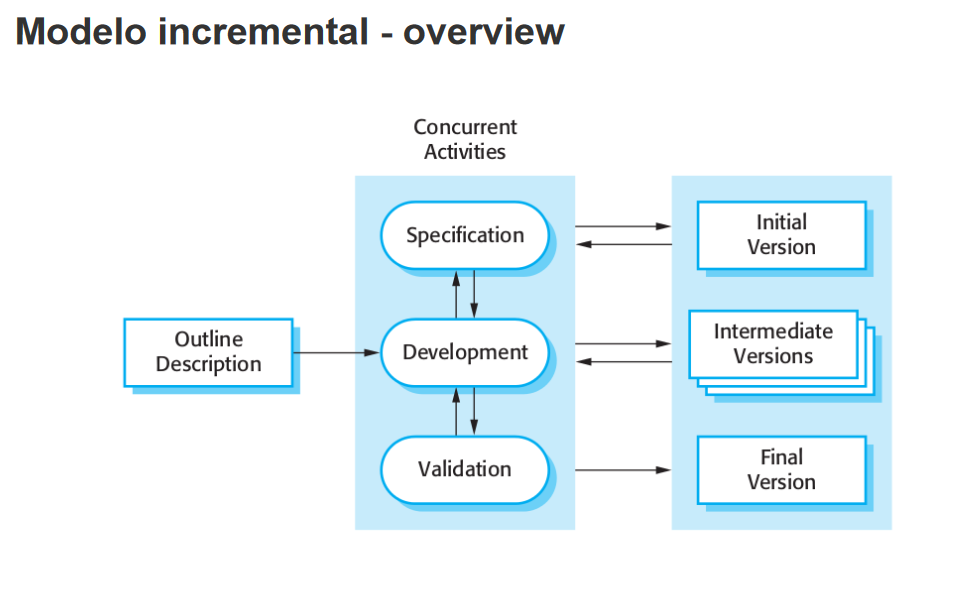 Modelo incremental - overview
Concurrent
Activities
Specification
Initial
Version
Outline
Description
Development
Intermediate
Versions
Validation
Final
Version